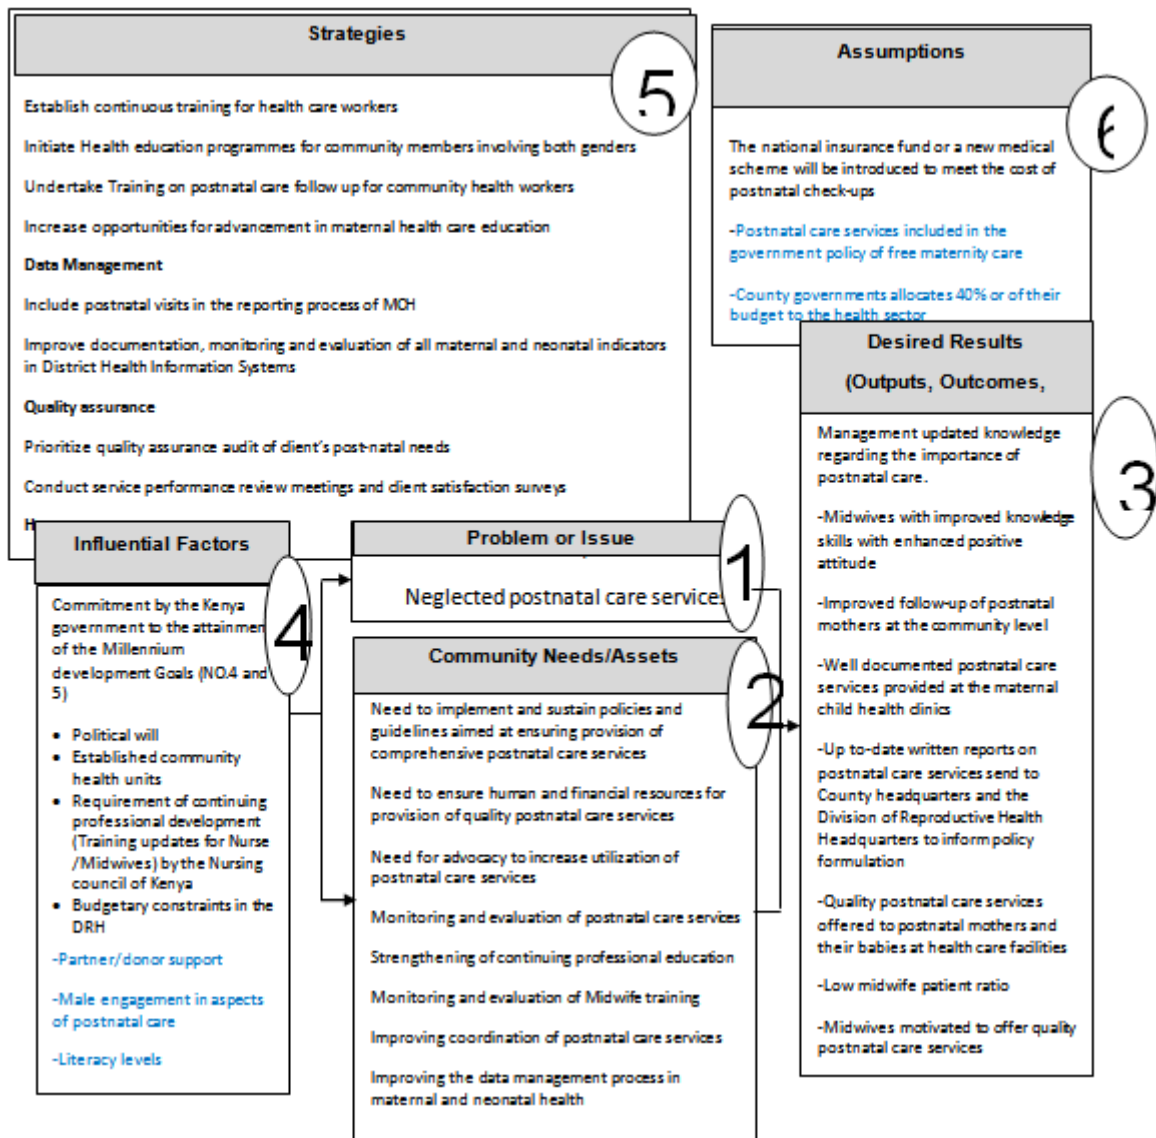 Strategies
5
Establish continuous training for health care workers
Initiate Health education programmes for community members involving both genders
Undertake Training on postnatal care follow up for community health workers
Increase opportunities for advancement in maternal health care education
Data Management
Include postnatal visits in the reporting process of MCH
Improve documentation, monitoring and evaluation of all maternal and neonatal indicators
in District Health Information Systems
Quality assurance
Prioritize quality assurance audit of client's post-natal needs
Conduct service performance review meetings and client satisfaction surveys
H
Assumptions
6
The national insurance fund or a new medical
scheme will be introduced to meet the cost of
postnatal check-ups
-Postnatal care services included in the
government policy of free maternity care
-County governments allocates 40% or of their
budget to the health sector
Influential Factors
4
Commitment by the Kenya
government to the attainment
of the Millennium
development Goals (NO.4 and
5)
• Political will
• Established community
health units
• Requirement of continuing
professional development
(Training updates for Nurse
/Midwives) by the Nursing
council of Kenya
• Budgetary constraints in the
DRH
-Partner/donor support
-Male engagement in aspects
of postnatal care
-Literacy levels
Problem or Issue
1
Neglected postnatal care services
Community Needs/Assets
2
Need to implement and sustain policies and
guidelines aimed at ensuring provision of
comprehensive postnatal care services
Need to ensure human and financial resources for
provision of quality postnatal care services
Need for advocacy to increase utilization of
postnatal care services
Monitoring and evaluation of postnatal care services
Strengthening of continuing professional education
Monitoring and evaluation of Midwife training
Improving coordination of postnatal care services
Improving the data management process in
maternal and neonatal health
Desired Results
(Outputs, Outcomes,
3
Management updated knowledge
regarding the importance of
postnatal care.
-Midwives with improved knowledge
skills with enhanced positive
attitude
-Improved follow-up of postnatal
mothers at the community level
-Well documented postnatal care
services provided at the maternal
child health clinics
-Up to-date written reports on
postnatal care services send to
County headquarters and the
Division of Reproductive Health
Headquarters to inform policy
formulation
-Quality postnatal care services
offered to postnatal mothers and
their babies at health care facilities
-Low midwife patient ratio
-Midwives motivated to offer quality
postnatal care services